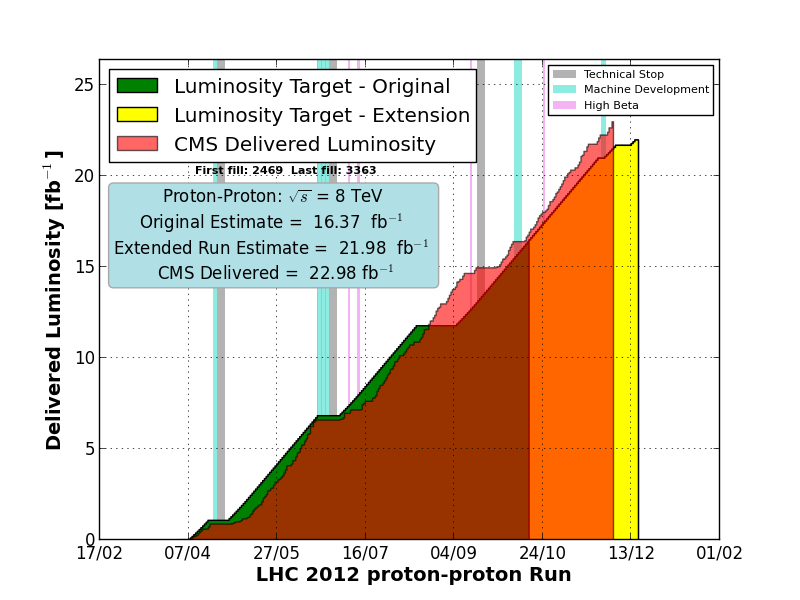 Luminosity Target - Original
Luminosity Target - Extension
CMS Delivered Luminosity
Technical Stop
Machine Development
High Beta
First fill: 2469 Last fill: 3363
Proton-Proton: √s = 8 TeV
Original Estimate = 16.37 fb⁻¹
Extended Run Estimate = 21.98 fb⁻¹
CMS Delivered = 22.98 fb⁻¹
Delivered Luminosity [fb⁻¹]
25
20
15
10
5
0
17/02 07/04 27/05 16/07 04/09 24/10 13/12 01/02
LHC 2012 proton-proton Run